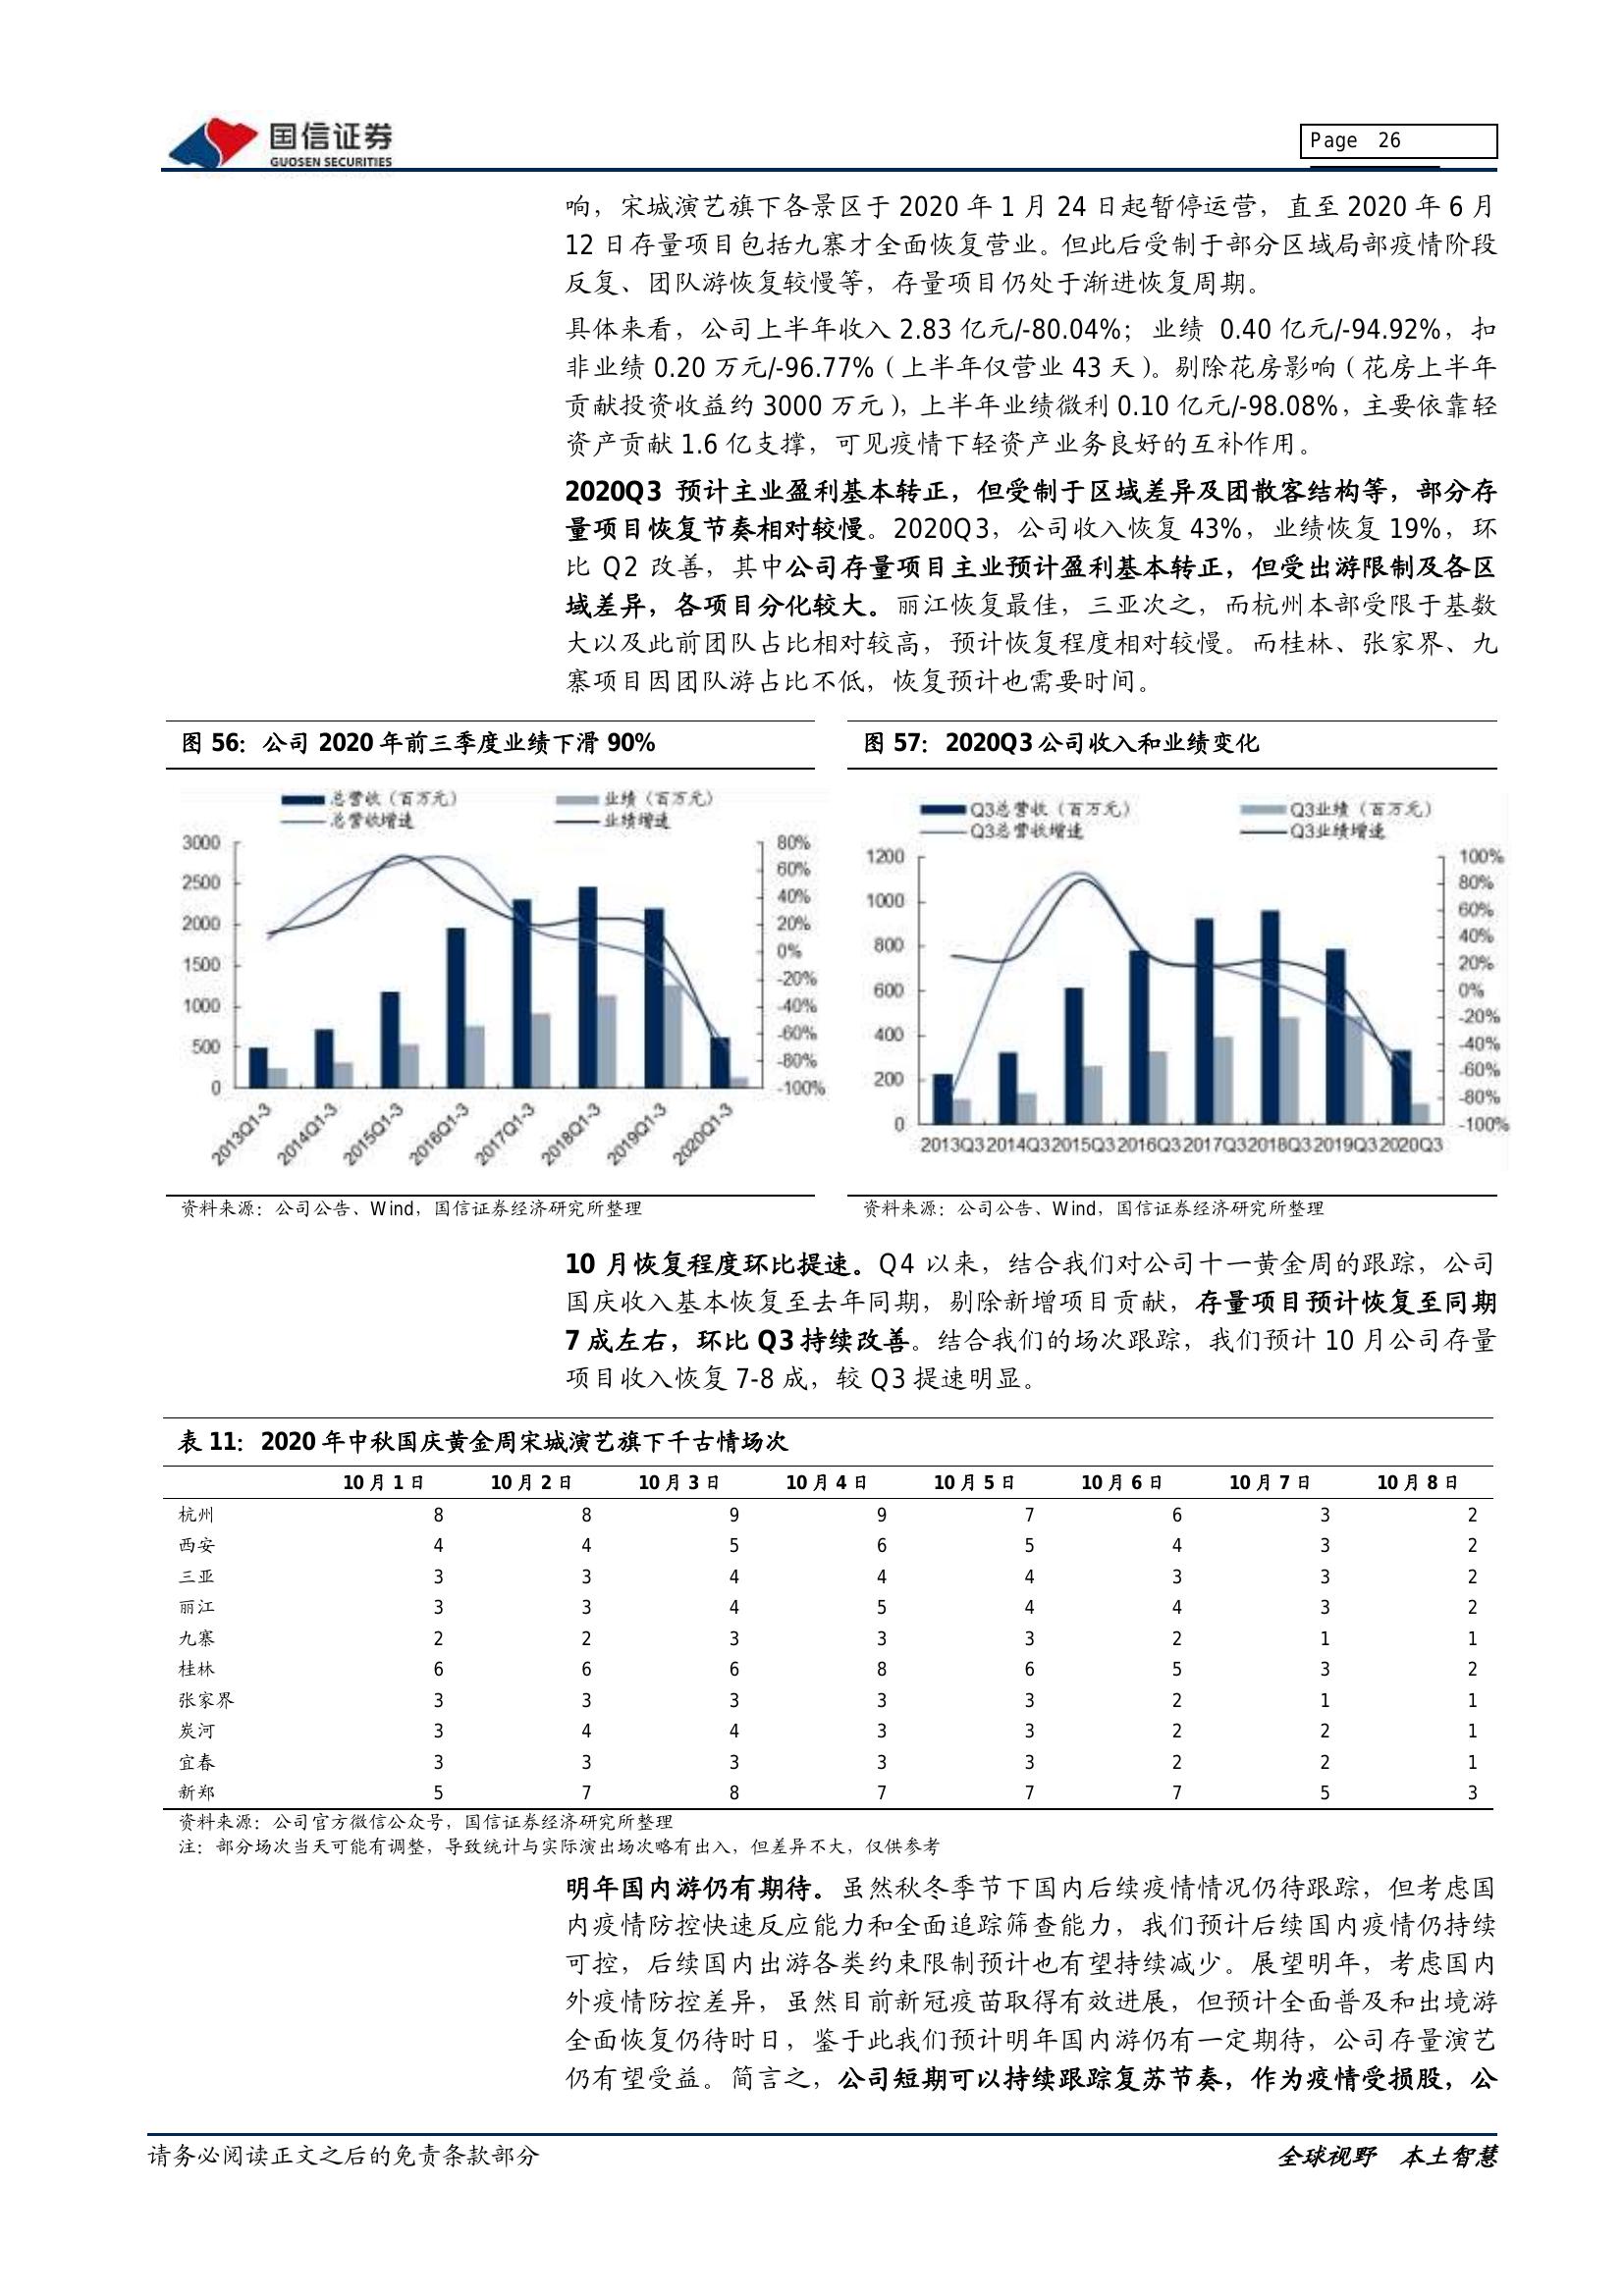 国信证券
GUOSEN SECURITIES
Page 26
响，宋城演艺旗下各景区于 2020 年 1 月 24 日起暂停运营，直至 2020 年 6 月
12 日存量项目包括九寨才全面恢复营业。但此后受制于部分区域局部疫情阶段
反复、团队游恢复较慢等，存量项目仍处于渐进恢复周期。
具体来看，公司上半年收入 2.83 亿元/-80.04%；业绩 0.40 亿元/-94.92%，扣
非业绩 0.20 万元/-96.77%（上半年仅营业 43 天）。剔除花房影响（花房上半年
贡献投资收益约 3000 万元），上半年业绩微利 0.10 亿元/-98.08%，主要依靠轻
资产贡献 1.6 亿支撑，可见疫情下轻资产业务良好的互补作用。
2020Q3 预计主业盈利基本转正，但受制于区域差异及团散客结构等，部分存
量项目恢复节奏相对较慢。2020Q3，公司收入恢复 43%，业绩恢复 19%，环
比 Q2 改善，其中公司存量项目主业预计盈利基本转正，但受出游限制及各区
域差异，各项目分化较大。丽江恢复最佳，三亚次之，而杭州本部受限于基数
大以及此前团队占比相对较高，预计恢复程度相对较慢。而桂林、张家界、九
寨项目因团队游占比不低，恢复预计也需要时间。
图 56：公司 2020 年前三季度业绩下滑 90%
总营收（百万元） 业绩（百万元）
总营收增速 业绩增速
3000 80%
60%
2500 40%
2000 20%
0%
1500 -20%
1000 -40%
500 -60%
-80%
0 -100%
2013Q1-3 2014Q1-3 2015Q1-3 2016Q1-3 2017Q1-3 2018Q1-3 2019Q1-3 2020Q1-3
资料来源：公司公告、Wind，国信证券经济研究所整理
图 57：2020Q3 公司收入和业绩变化
Q3总营收（百万元） Q3业绩（百万元）
Q3总营收增速 Q3业绩增速
1200 100%
80%
1000 60%
800 40%
20%
600 0%
-20%
400 -40%
200 -60%
-80%
0 -100%
2013Q3 2014Q3 2015Q3 2016Q3 2017Q3 2018Q3 2019Q3 2020Q3
资料来源：公司公告、Wind，国信证券经济研究所整理
10 月恢复程度环比提速。Q4 以来，结合我们对公司十一黄金周的跟踪，公司
国庆收入基本恢复至去年同期，剔除新增项目贡献，存量项目预计恢复至同期
7 成左右，环比 Q3 持续改善。结合我们的场次跟踪，我们预计 10 月公司存量
项目收入恢复 7-8 成，较 Q3 提速明显。
表 11：2020 年中秋国庆黄金周宋城演艺旗下千古情场次
10 月 1 日 10 月 2 日 10 月 3 日 10 月 4 日 10 月 5 日 10 月 6 日 10 月 7 日 10 月 8 日
杭州 8 8 9 9 7 6 3 2
西安 4 4 5 6 5 4 3 2
三亚 3 3 4 4 4 3 3 2
丽江 3 3 4 5 4 4 3 2
九寨 2 2 3 3 3 2 1 1
桂林 6 6 6 8 6 5 3 2
张家界 3 3 3 3 3 2 1 1
炭河 3 4 4 3 3 2 2 1
宜春 3 3 3 3 3 2 2 1
新郑 5 7 8 7 7 7 5 3
资料来源：公司官方微信公众号，国信证券经济研究所整理
注：部分场次当天可能有调整，导致统计与实际演出场次略有出入，但差异不大，仅供参考
明年国内游仍有期待。虽然秋冬季节下国内后续疫情情况仍待跟踪，但考虑国
内疫情防控快速反应能力和全面追踪筛查能力，我们预计后续国内疫情仍持续
可控，后续国内出游各类约束限制预计也有望持续减少。展望明年，考虑国内
外疫情防控差异，虽然目前新冠疫苗取得有效进展，但预计全面普及和出境游
全面恢复仍待时日，鉴于此我们预计明年国内游仍有一定期待，公司存量演艺
仍有望受益。简言之，公司短期可以持续跟踪复苏节奏，作为疫情受损股，公
请务必阅读正文之后的免责条款部分
全球视野 本土智慧